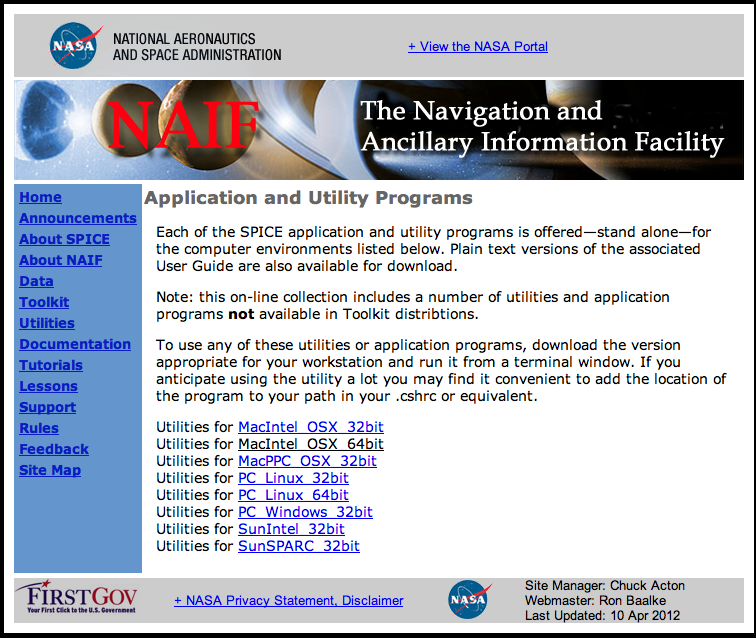 NASA
NATIONAL AERONAUTICS
AND SPACE ADMINISTRATION
+ View the NASA Portal
NAIF
The Navigation and
Ancillary Information Facility
Home
Announcements
About SPICE
About NAIF
Data
Toolkit
Utilities
Documentation
Tutorials
Lessons
Support
Rules
Feedback
Site Map
Application and Utility Programs
Each of the SPICE application and utility programs is offered—stand alone—for
the computer environments listed below. Plain text versions of the associated
User Guide are also available for download.
Note: this on-line collection includes a number of utilities and application
programs not available in Toolkit distribtions.
To use any of these utilities or application programs, download the version
appropriate for your workstation and run it from a terminal window. If you
anticipate using the utility a lot you may find it convenient to add the location of
the program to your path in your .cshrc or equivalent.
Utilities for MacIntel_OSX_32bit
Utilities for MacIntel_OSX_64bit
Utilities for MacPPC_OSX_32bit
Utilities for PC_Linux_32bit
Utilities for PC_Linux_64bit
Utilities for PC_Windows_32bit
Utilities for SunIntel_32bit
Utilities for SunSPARC_32bit
FIRSTGOV
Your First Click to the U.S. Government
+ NASA Privacy Statement, Disclaimer
NASA
Site Manager: Chuck Acton
Webmaster: Ron Baalke
Last Updated: 10 Apr 2012